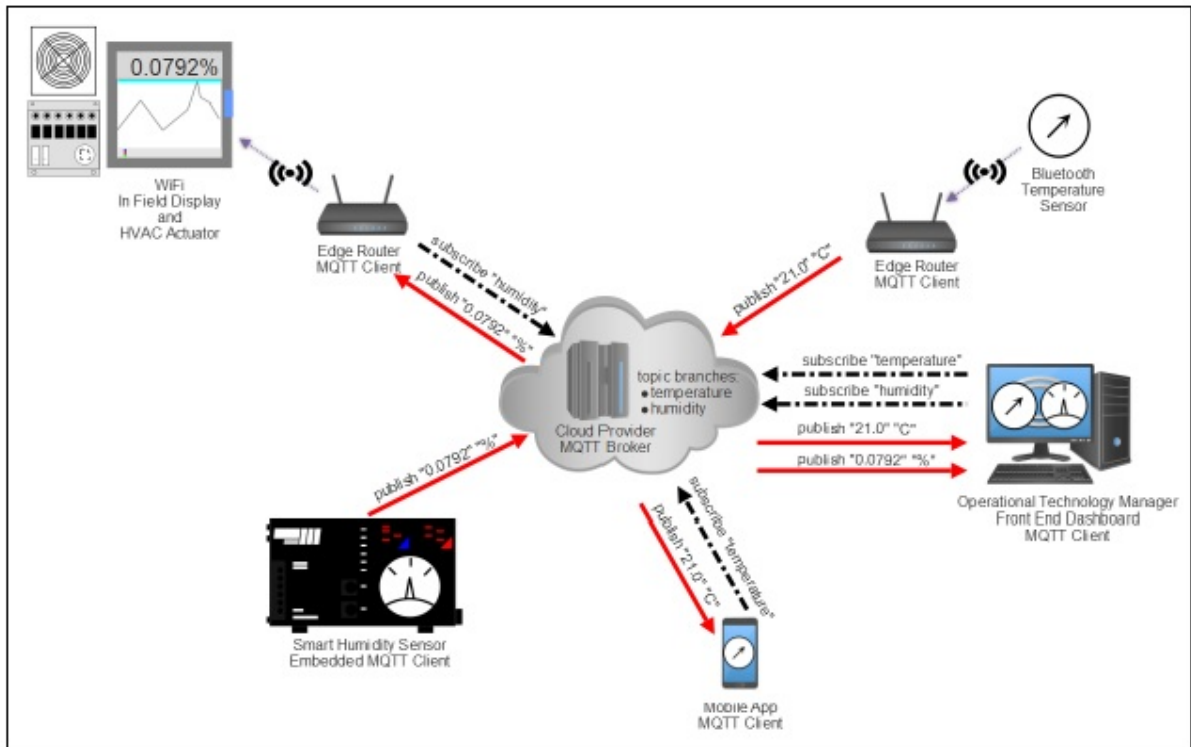 0.0792%
WiFi
In Field Display
and
HVAC Actuator
Edge Router
MQTT Client
subscribe "humidity"
publish "0.0792" "%"
Bluetooth
Temperature
Sensor
Edge Router
MQTT Client
publish "21.0" "C"
topic branches:
● temperature
● humidity
Cloud Provider
MQTT Broker
subscribe "temperature"
subscribe "humidity"
publish "21.0" "C"
publish "0.0792" "%"
Operational Technology Manager
Front End Dashboard
MQTT Client
publish "0.0792" "%"
Smart Humidity Sensor
Embedded MQTT Client
publish "21.0" "C"
subscribe "temperature"
Mobile App
MQTT Client